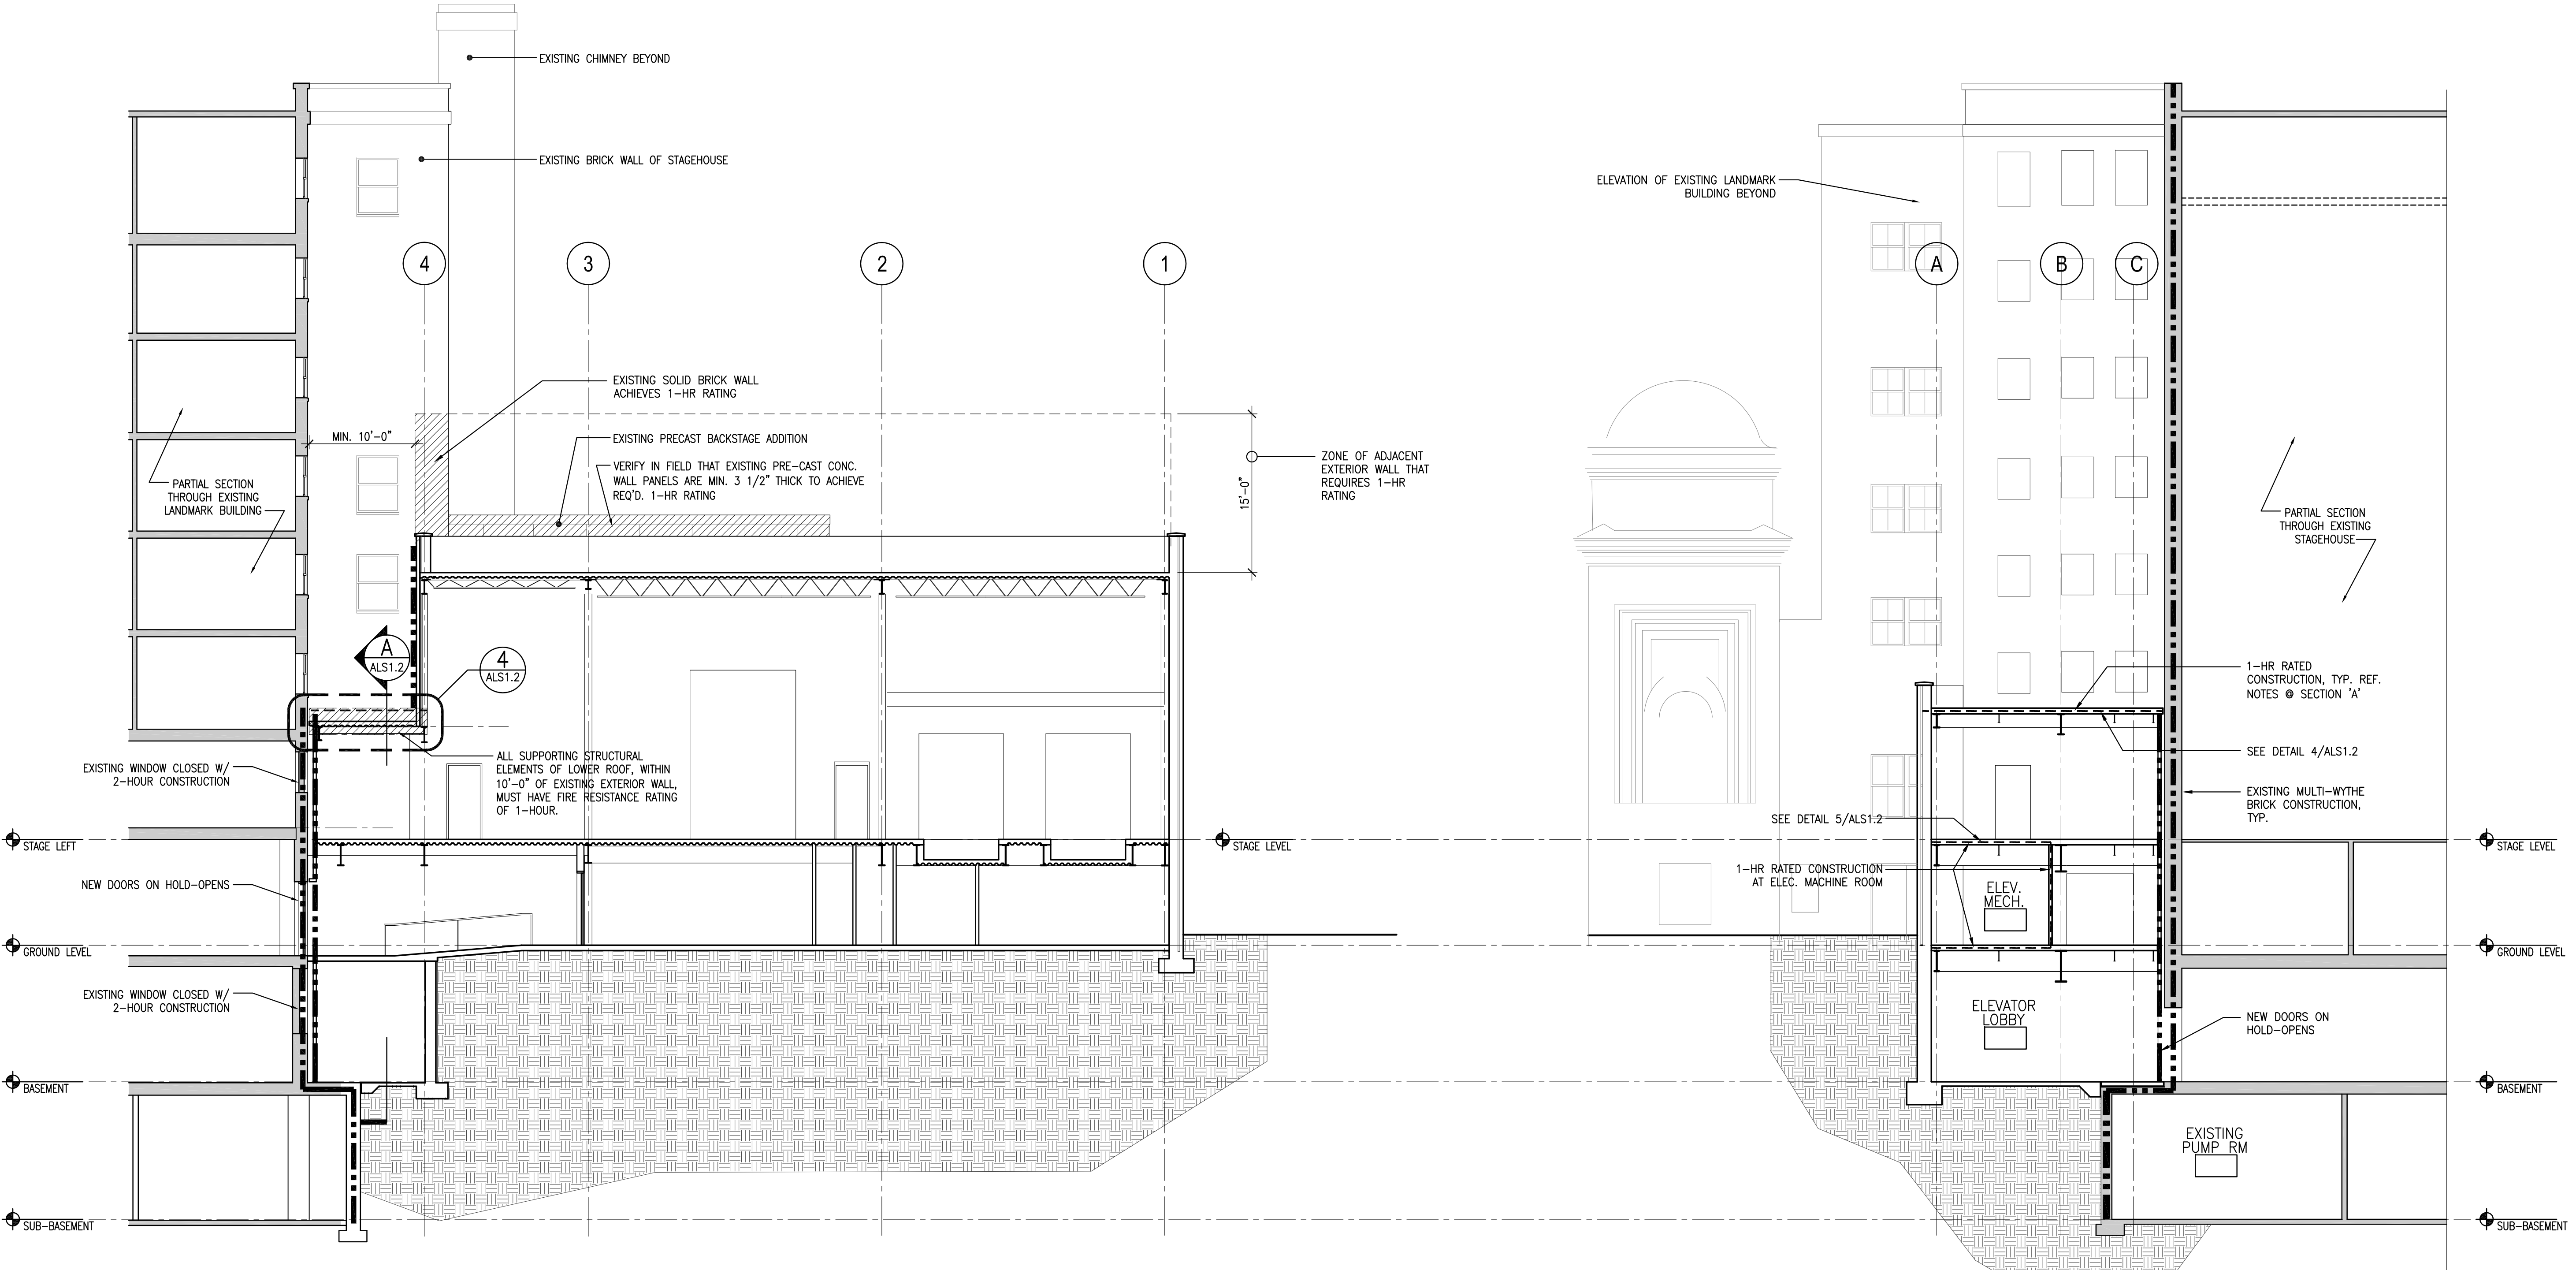 EXISTING CHIMNEY BEYOND
EXISTING BRICK WALL OF STAGEHOUSE
4
3
2
1
EXISTING SOLID BRICK WALL
ACHIEVES 1-HR RATING
MIN. 10'-0"
EXISTING PRECAST BACKSTAGE ADDITION
VERIFY IN FIELD THAT EXISTING PRE-CAST CONC.
WALL PANELS ARE MIN. 3 1/2" THICK TO ACHIEVE
REQ'D. 1-HR RATING
15'-0"
ZONE OF ADJACENT
EXTERIOR WALL THAT
REQUIRES 1-HR
RATING
PARTIAL SECTION
THROUGH EXISTING
LANDMARK BUILDING
A
ALS1.2
4
ALS1.2
ALL SUPPORTING STRUCTURAL
ELEMENTS OF LOWER ROOF, WITHIN
10'-0" OF EXISTING EXTERIOR WALL,
MUST HAVE FIRE RESISTANCE RATING
OF 1-HOUR.
EXISTING WINDOW CLOSED W/
2-HOUR CONSTRUCTION
STAGE LEFT
STAGE LEVEL
NEW DOORS ON HOLD-OPENS
GROUND LEVEL
EXISTING WINDOW CLOSED W/
2-HOUR CONSTRUCTION
BASEMENT
SUB-BASEMENT
ELEVATION OF EXISTING LANDMARK
BUILDING BEYOND
A
B
C
PARTIAL SECTION
THROUGH EXISTING
STAGEHOUSE
1-HR RATED
CONSTRUCTION, TYP. REF.
NOTES @ SECTION 'A'
SEE DETAIL 4/ALS1.2
EXISTING MULTI-WYTHE
BRICK CONSTRUCTION,
TYP.
SEE DETAIL 5/ALS1.2
STAGE LEVEL
1-HR RATED CONSTRUCTION
AT ELEC. MACHINE ROOM
ELEV.
MECH.
GROUND LEVEL
ELEVATOR
LOBBY
NEW DOORS ON
HOLD-OPENS
BASEMENT
EXISTING
PUMP RM
SUB-BASEMENT